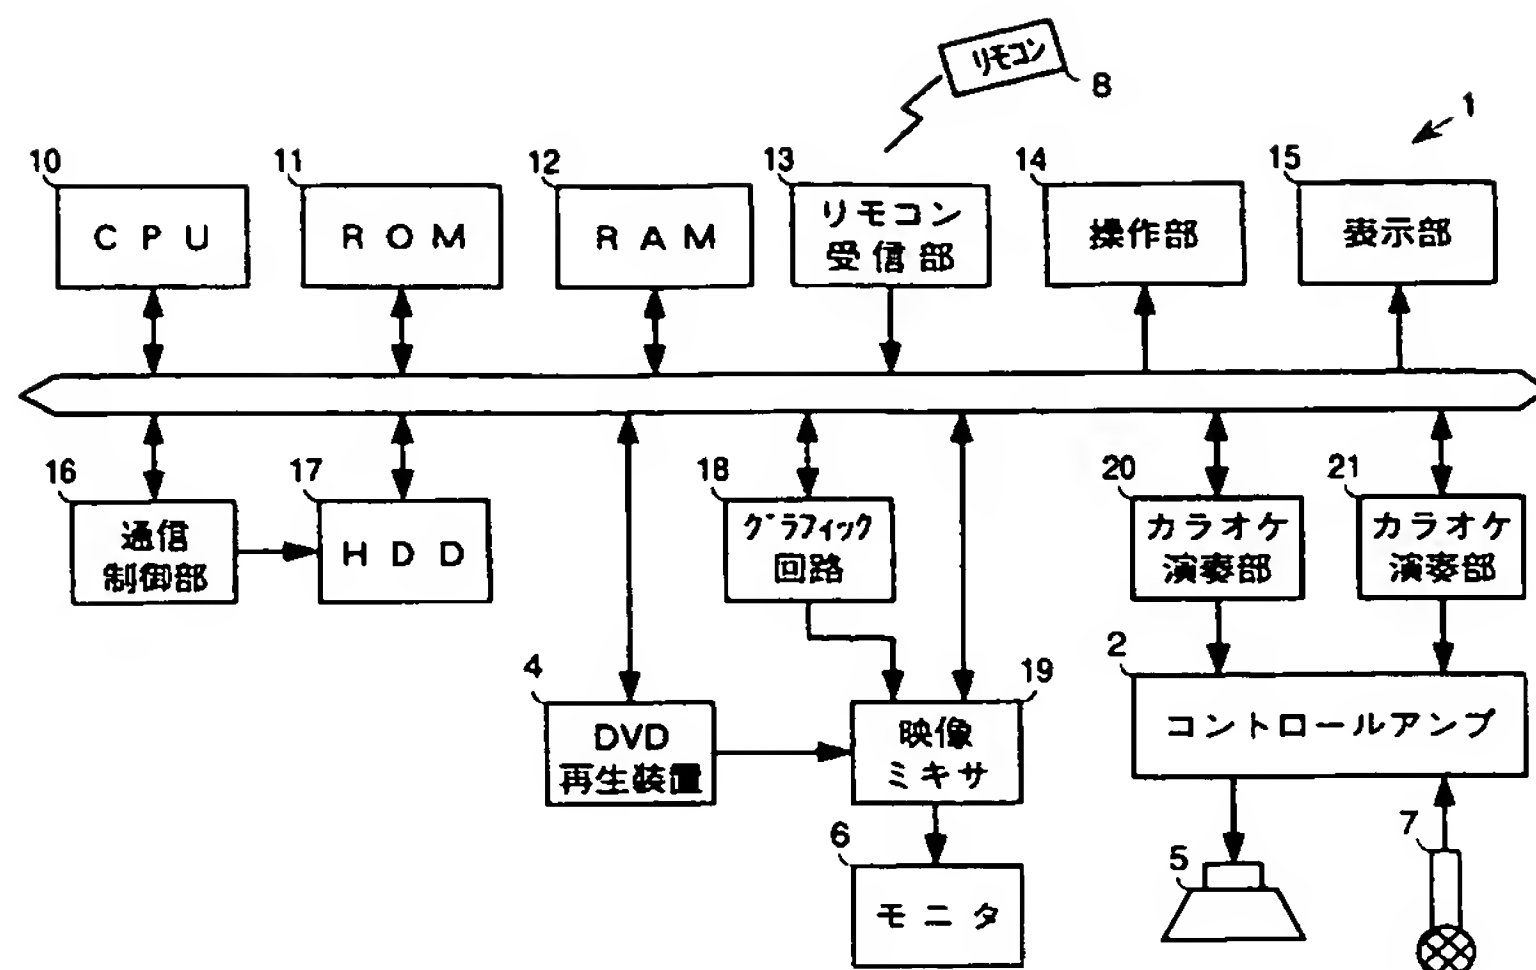 リモコン
8
1
10
11
12
13
14
15
CPU
ROM
RAM
リモコン
受信部
操作部
表示部
16
17
18
20
21
通信
制御部
HDD
グラフィック
回路
カラオケ
演奏部
カラオケ
演奏部
4
19
2
DVD
再生装置
映像
ミキサ
コントロールアンプ
6
5
7
モニタ